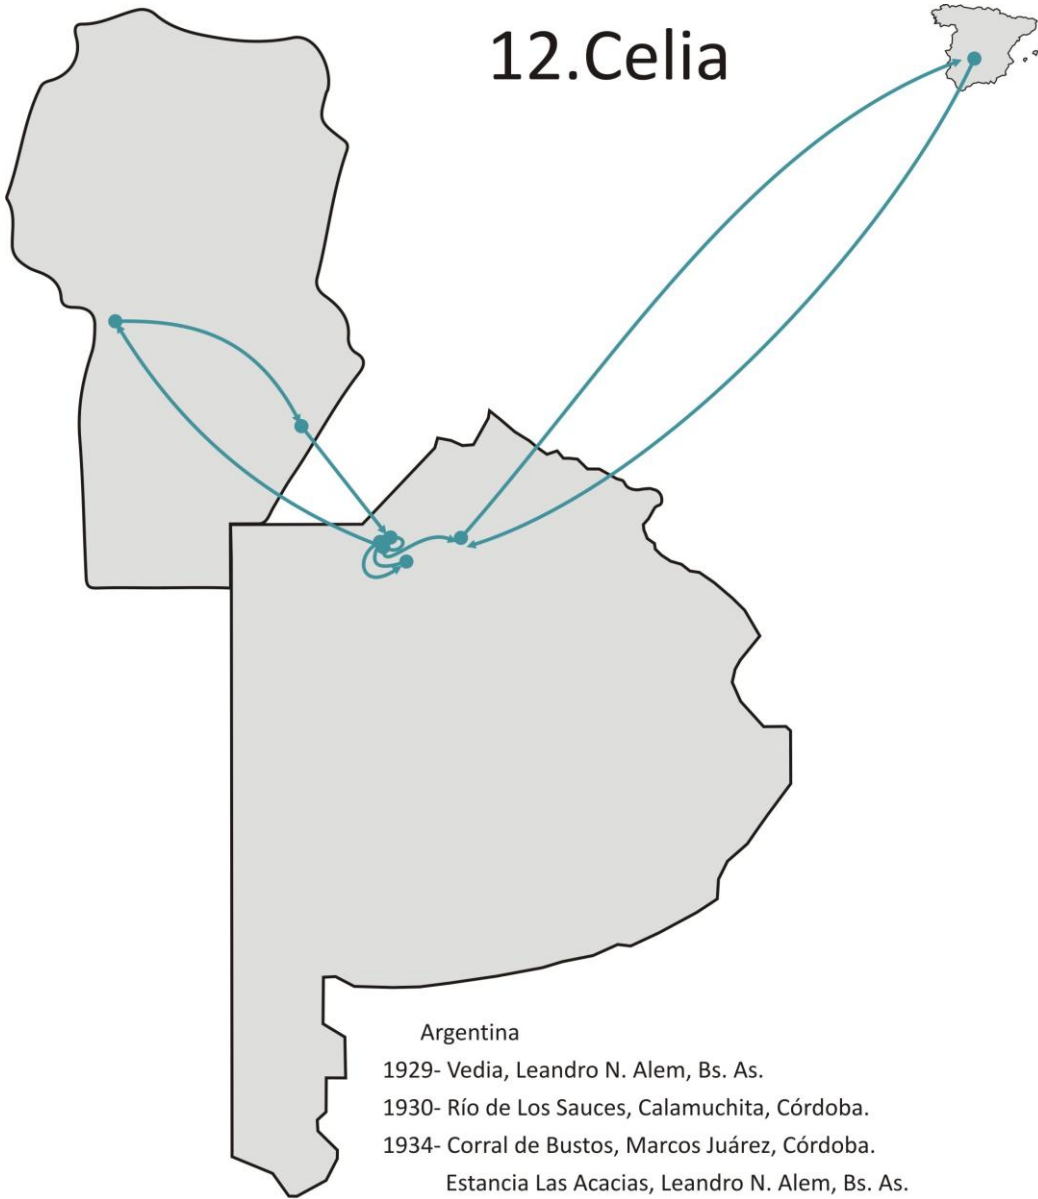 12.Celia
Argentina
1929- Vedia, Leandro N. Alem, Bs. As.
1930- Río de Los Sauces, Calamuchita, Córdoba.
1934- Corral de Bustos, Marcos Juárez, Córdoba.
Estancia Las Acacias, Leandro N. Alem, Bs. As.